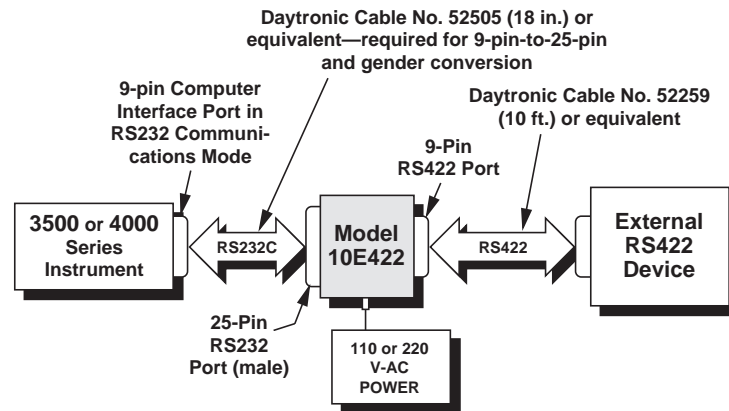 Daytronic Cable No. 52505 (18 in.) or
equivalent—required for 9-pin-to-25-pin
and gender conversion
9-pin Computer
Interface Port in
RS232 Communi-
cations Mode
Daytronic Cable No. 52259
(10 ft.) or equivalent
9-Pin
RS422 Port
3500 or 4000
Series
Instrument
RS232C
Model
10E422
RS422
External
RS422
Device
25-Pin
RS232
Port (male)
110 or 220
V-AC
POWER